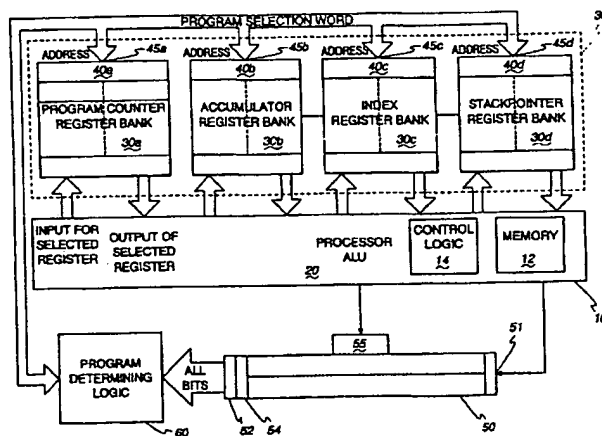 PROGRAM SELECTION WORD
ADDRESS 45a
ADDRESS 45b
ADDRESS 45c
ADDRESS 45d
40a
40b
40c
40d
PROGRAM COUNTER
REGISTER BANK
30a
ACCUMULATOR
REGISTER BANK
30b
INDEX
REGISTER BANK
30c
STACKPOINTER
REGISTER BANK
30d
INPUT FOR
SELECTED
REGISTER
OUTPUT OF
SELECTED
REGISTER
PROCESSOR
ALU
20
CONTROL
LOGIC
14
MEMORY
12
PROGRAM
DETERMINING
LOGIC
60
ALL
BITS
55
51
52
54
50